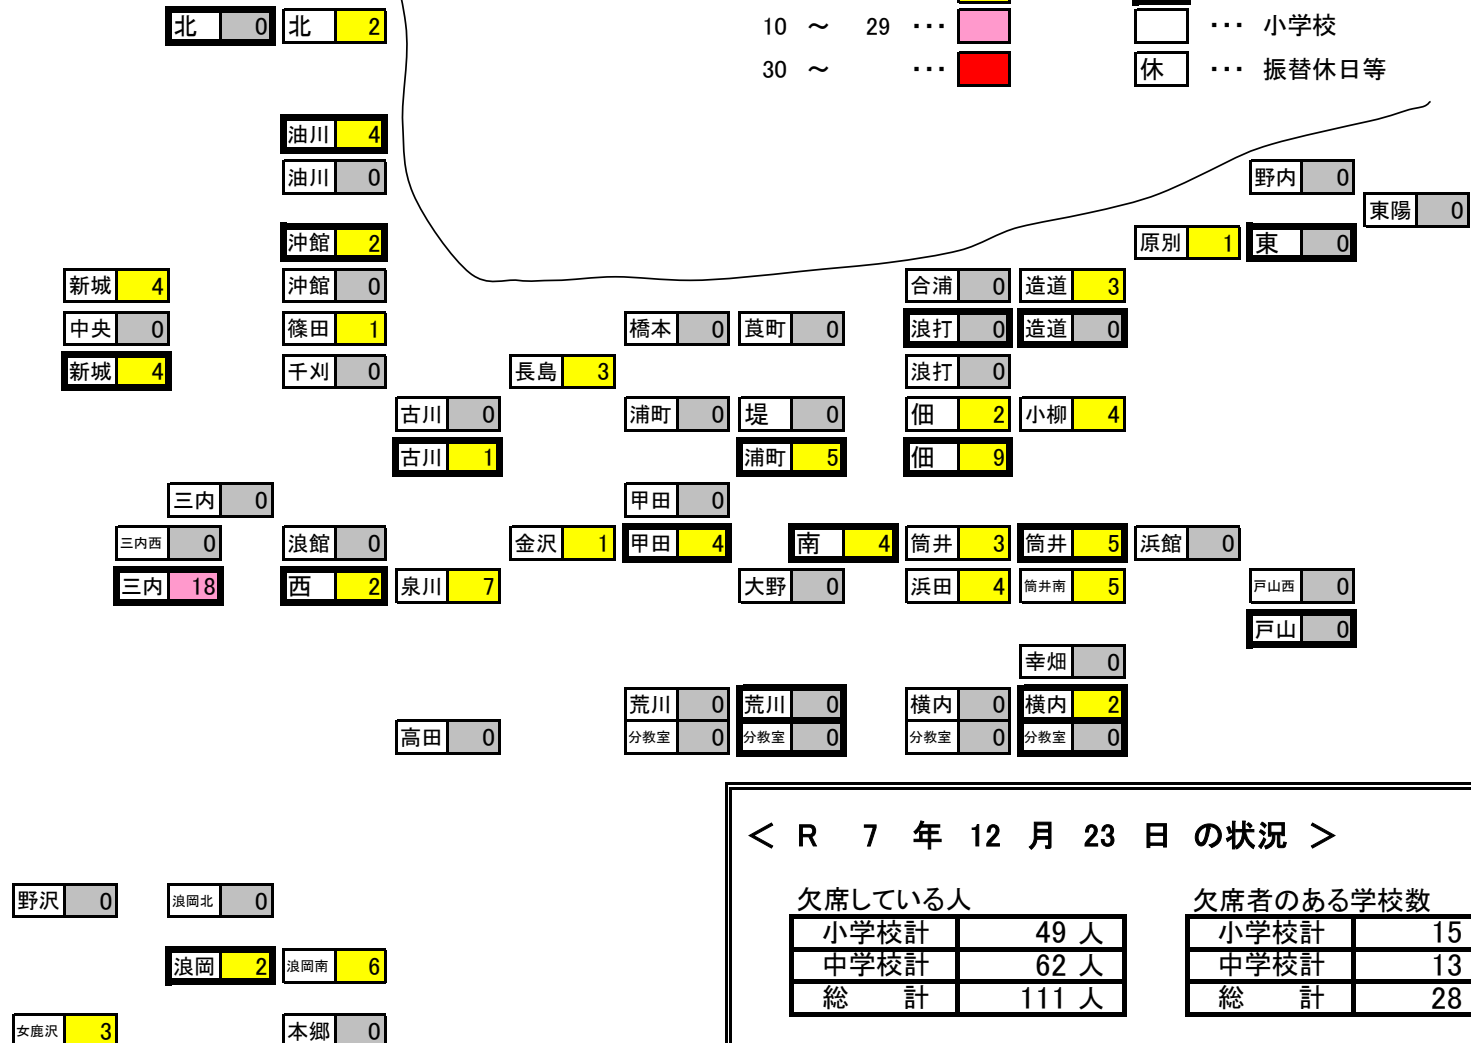 北 0 北 2
10 ～ 29 ･･･ ･･･ 小学校
30 ～ ･･･ 休 ･･･ 振替休日等
油川 4
油川 0 野内 0
東陽 0
沖館 2 原別 1 東 0
新城 4 沖館 0 合浦 0 造道 3
中央 0 篠田 1 橋本 0 莨町 0 浪打 0 造道 0
新城 4 千刈 0 長島 3 浪打 0
古川 0 浦町 0 堤 0 佃 2 小柳 4
古川 1 浦町 5 佃 9
三内 0 甲田 0
三内西 0 浪館 0 金沢 1 甲田 4 南 4 筒井 3 筒井 5 浜館 0
三内 18 西 2 泉川 7 大野 0 浜田 4 筒井南 5 戸山西 0
戸山 0
幸畑 0
荒川 0 荒川 0 横内 0 横内 2
高田 0 分教室 0 分教室 0 分教室 0 分教室 0
＜ R 7 年 12 月 23 日 の状況 ＞
欠席している人 欠席者のある学校数
野沢 0 浪岡北 0
小学校計 49 人 小学校計 15
中学校計 62 人 中学校計 13
総 計 111 人 総 計 28
浪岡 2 浪岡南 6
女鹿沢 3 本郷 0